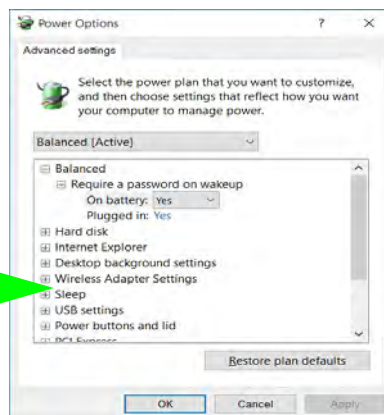 Power Options
Advanced settings
Select the power plan that you want to customize,
and then choose settings that reflect how you want
your computer to manage power.
Balanced [Active]
Balanced
Require a password on wakeup
On battery: Yes
Plugged in: Yes
Hard disk
Internet Explorer
Desktop background settings
Wireless Adapter Settings
Sleep
USB settings
Power buttons and lid
PCI Express
Restore plan defaults
OK Cancel Apply